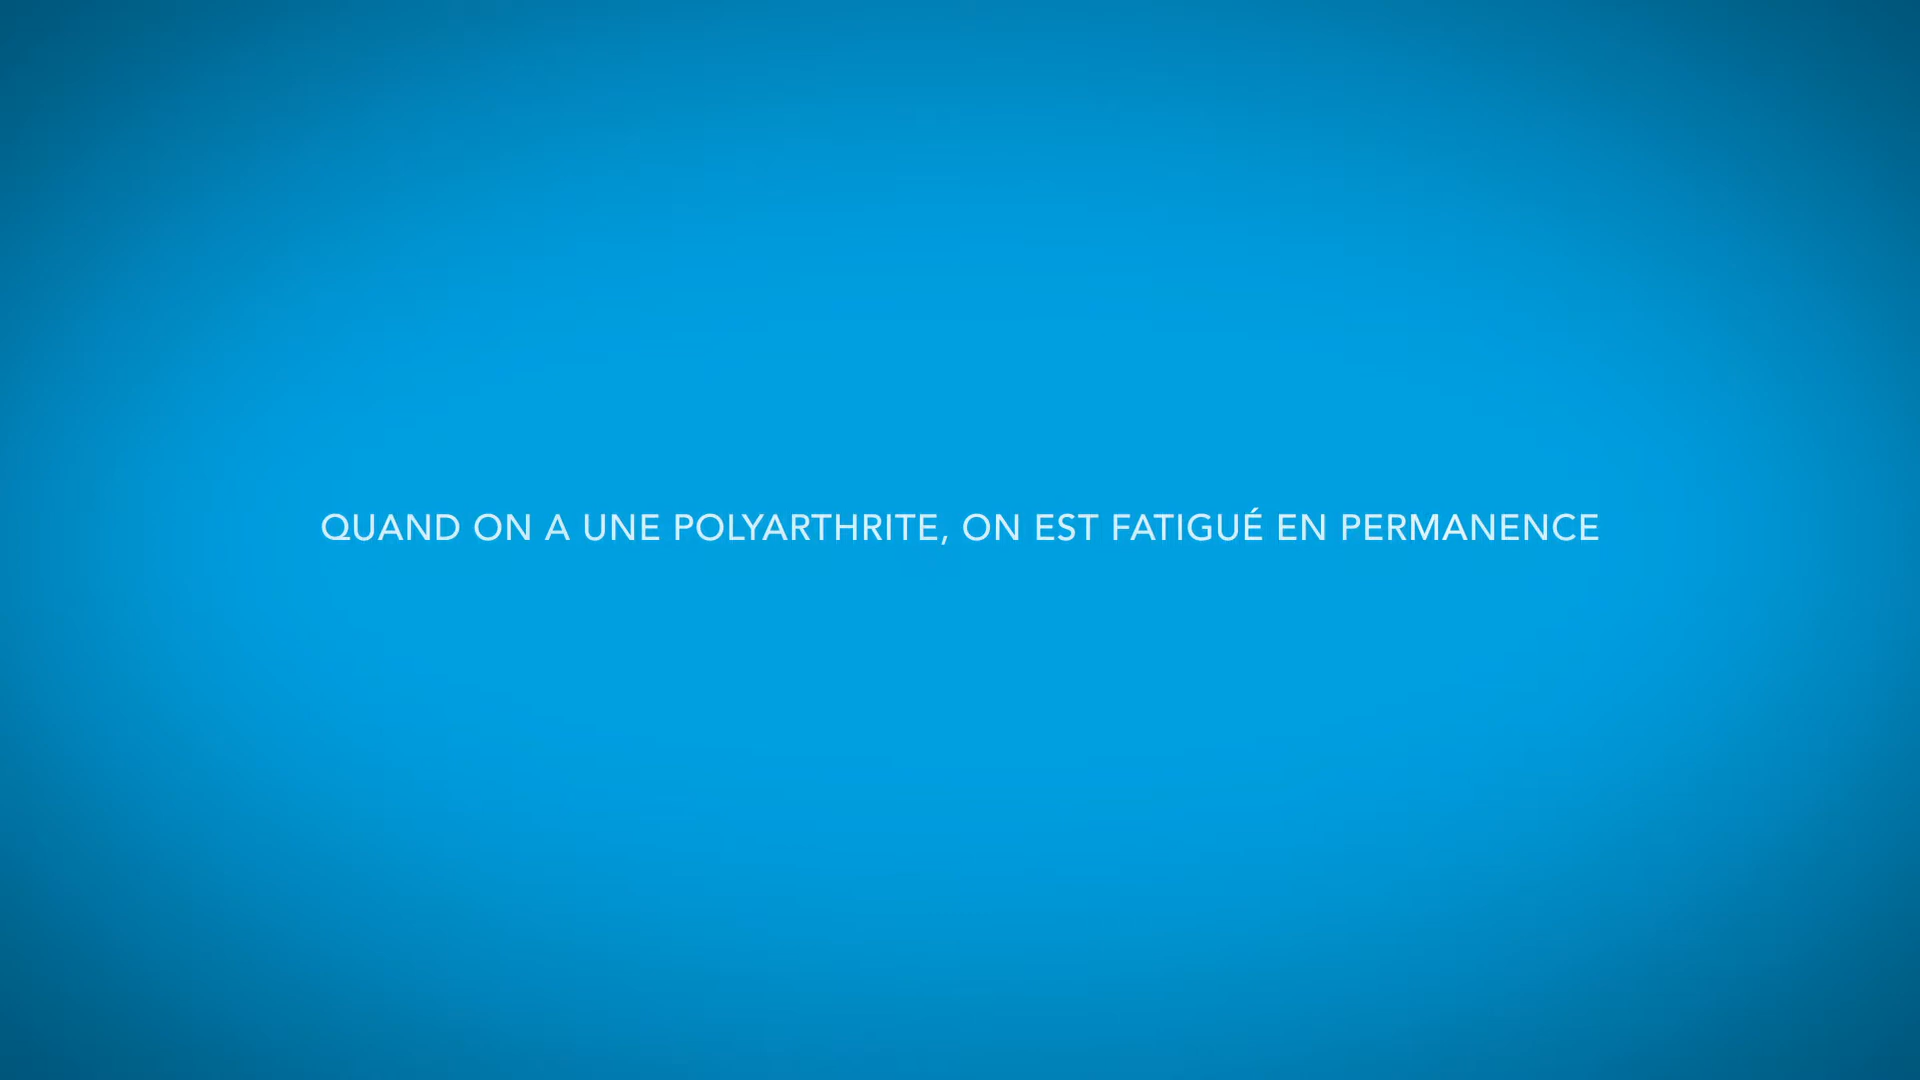 QUAND ON A UNE POLYARTHRITE, ON EST FATIGUÉ EN PERMANENCE